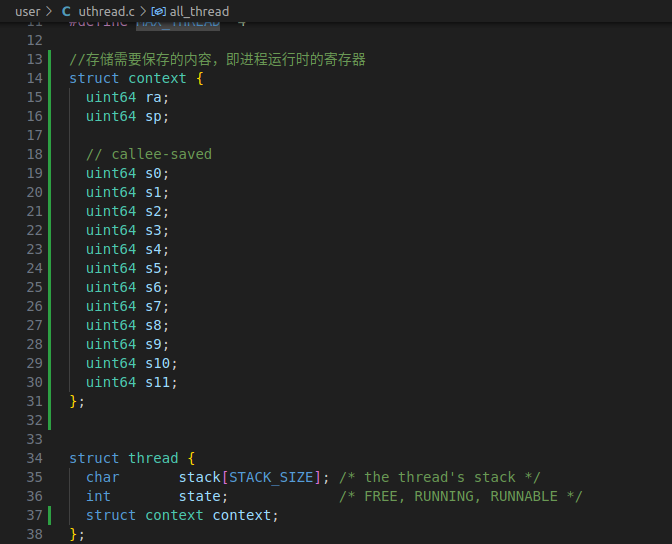 user > C uthread.c > all_thread
11 #define MAX_THREAD 4
12
13 //存储需要保存的内容，即进程运行时的寄存器
14 struct context {
15 uint64 ra;
16 uint64 sp;
17
18 // callee-saved
19 uint64 s0;
20 uint64 s1;
21 uint64 s2;
22 uint64 s3;
23 uint64 s4;
24 uint64 s5;
25 uint64 s6;
26 uint64 s7;
27 uint64 s8;
28 uint64 s9;
29 uint64 s10;
30 uint64 s11;
31 };
32
33
34 struct thread {
35 char stack[STACK_SIZE]; /* the thread's stack */
36 int state; /* FREE, RUNNING, RUNNABLE */
37 struct context context;
38 };